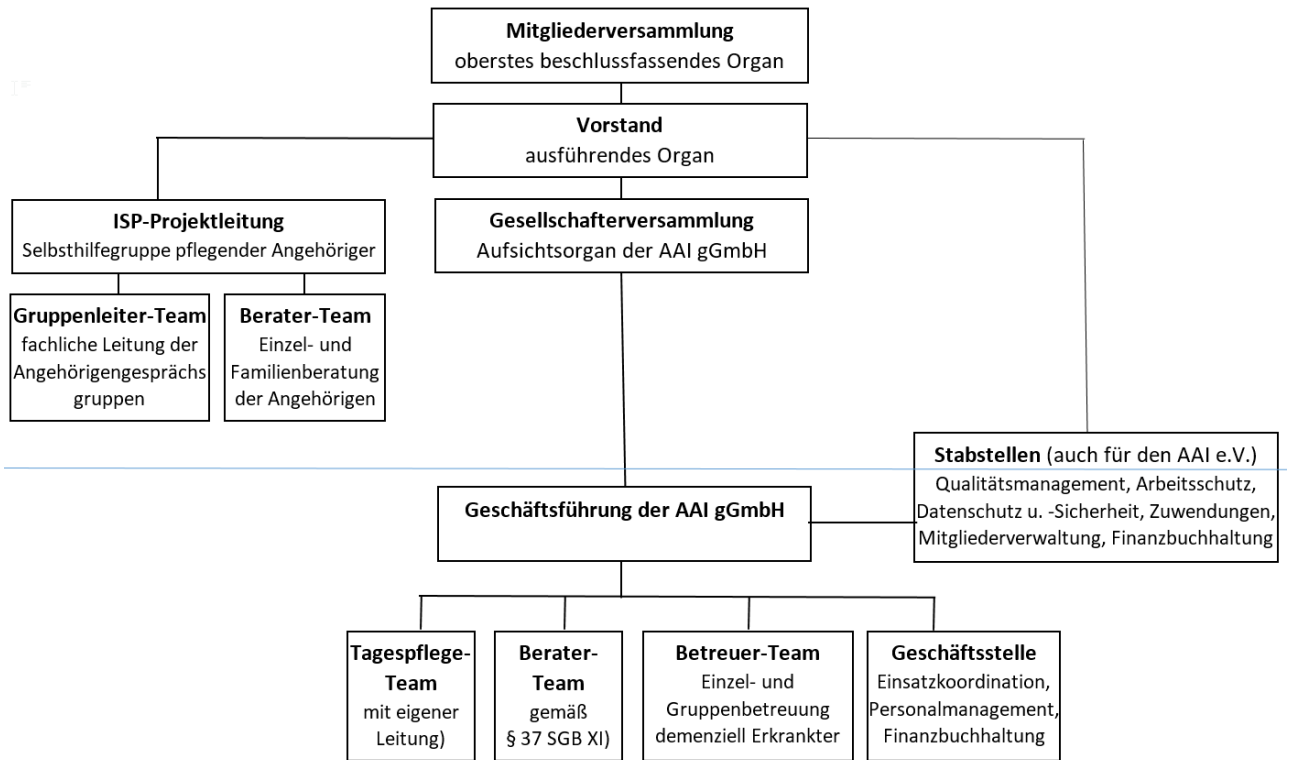 Mitgliederversammlung
oberstes beschlussfassendes Organ
Vorstand
ausführendes Organ
ISP-Projektleitung
Selbsthilfegruppe pflegender Angehöriger
Gesellschafterversammlung
Aufsichtsorgan der AAI gGmbH
Gruppenleiter-Team
fachliche Leitung der
Angehörigengesprächs
gruppen
Berater-Team
Einzel- und
Familienberatung
der Angehörigen
Stabstellen (auch für den AAI e.V.)
Qualitätsmanagement, Arbeitsschutz,
Datenschutz u. -Sicherheit, Zuwendungen,
Mitgliederverwaltung, Finanzbuchhaltung
Geschäftsführung der AAI gGmbH
Tagespflege-
Team
mit eigener
Leitung)
Berater-
Team
gemäß
§ 37 SGB XI)
Betreuer-Team
Einzel- und
Gruppenbetreuung
demenziell Erkrankter
Geschäftsstelle
Einsatzkoordination,
Personalmanagement,
Finanzbuchhaltung